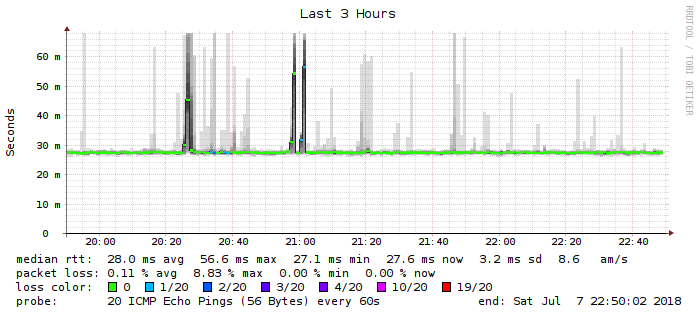 Last 3 Hours
RRDTOOL / TOBI OETIKER
Seconds
60 m
50 m
40 m
30 m
20 m
10 m
0
20:00 20:20 20:40 21:00 21:20 21:40 22:00 22:20 22:40
median rtt: 28.0 ms avg 56.6 ms max 27.1 ms min 27.6 ms now 3.2 ms sd 8.6 am/s
packet loss: 0.11 % avg 8.83 % max 0.00 % min 0.00 % now
loss color: 0 1/20 2/20 3/20 4/20 10/20 19/20
probe: 20 ICMP Echo Pings (56 Bytes) every 60s end: Sat Jul 7 22:50:02 2018